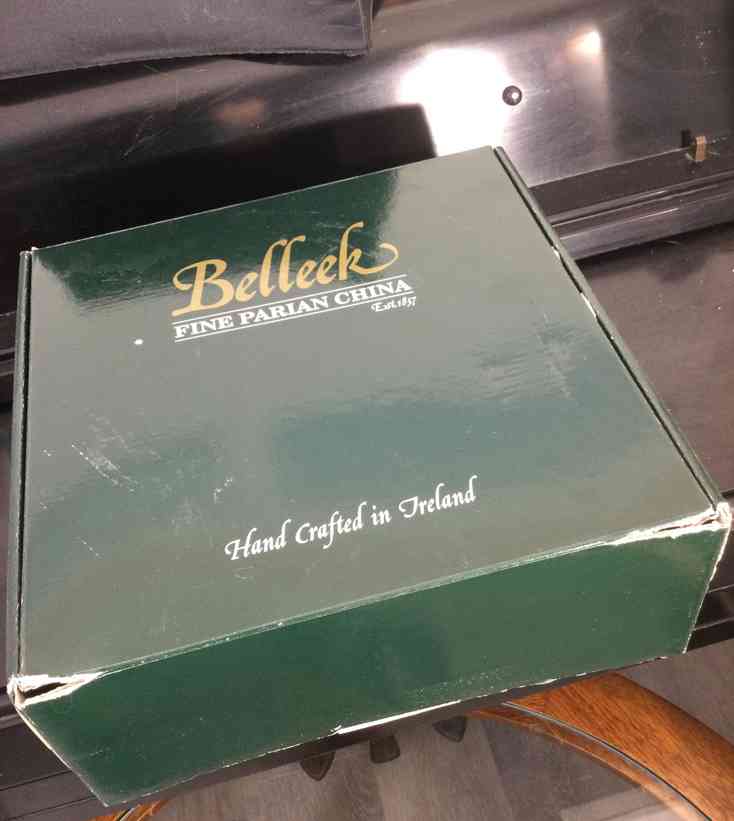 Belleek
FINE PARIAN CHINA
Est. 1857
Hand Crafted in Ireland